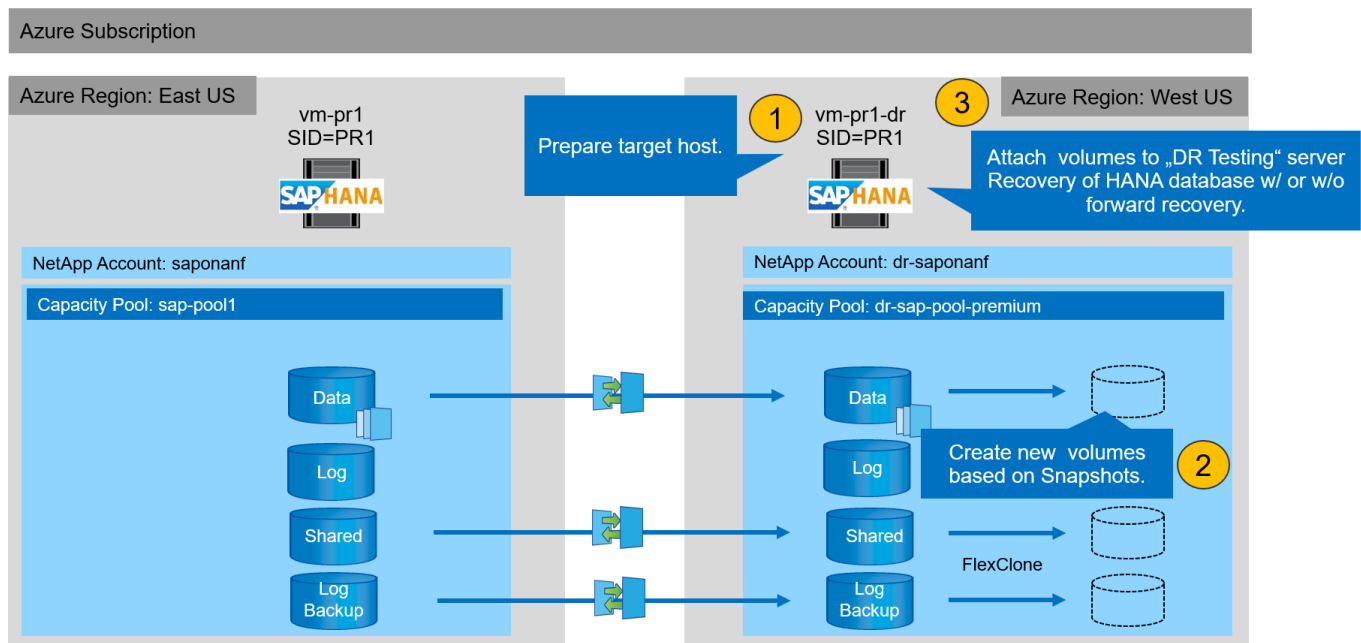 Azure Subscription
Azure Region: East US
vm-pr1
SID=PR1
SAP HANA
NetApp Account: saponanf
Capacity Pool: sap-pool1
Data
Log
Shared
Log
Backup
Prepare target host.
1
vm-pr1-dr
SID=PR1
SAP HANA
3
Azure Region: West US
Attach volumes to „DR Testing“ server
Recovery of HANA database w/ or w/o
forward recovery.
NetApp Account: dr-saponanf
Capacity Pool: dr-sap-pool-premium
Data
Log
Create new volumes
based on Snapshots.
2
Shared
FlexClone
Log
Backup